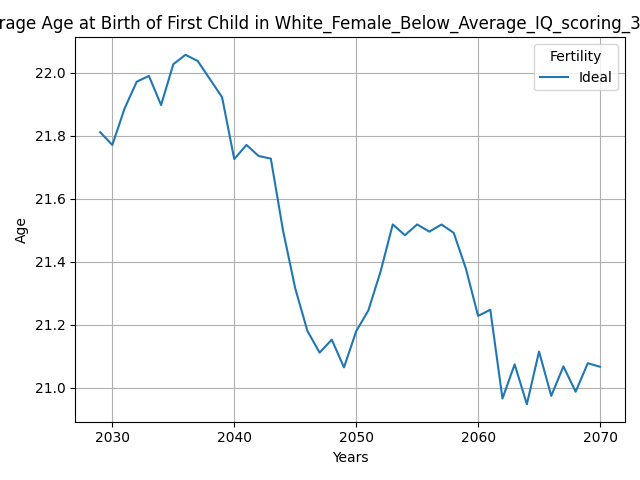 rage Age at Birth of First Child in White_Female_Below_Average_IQ_scoring_3
Fertility
Ideal
22.0
21.8
21.6
21.4
21.2
21.0
Age
2030 2040 2050 2060 2070
Years